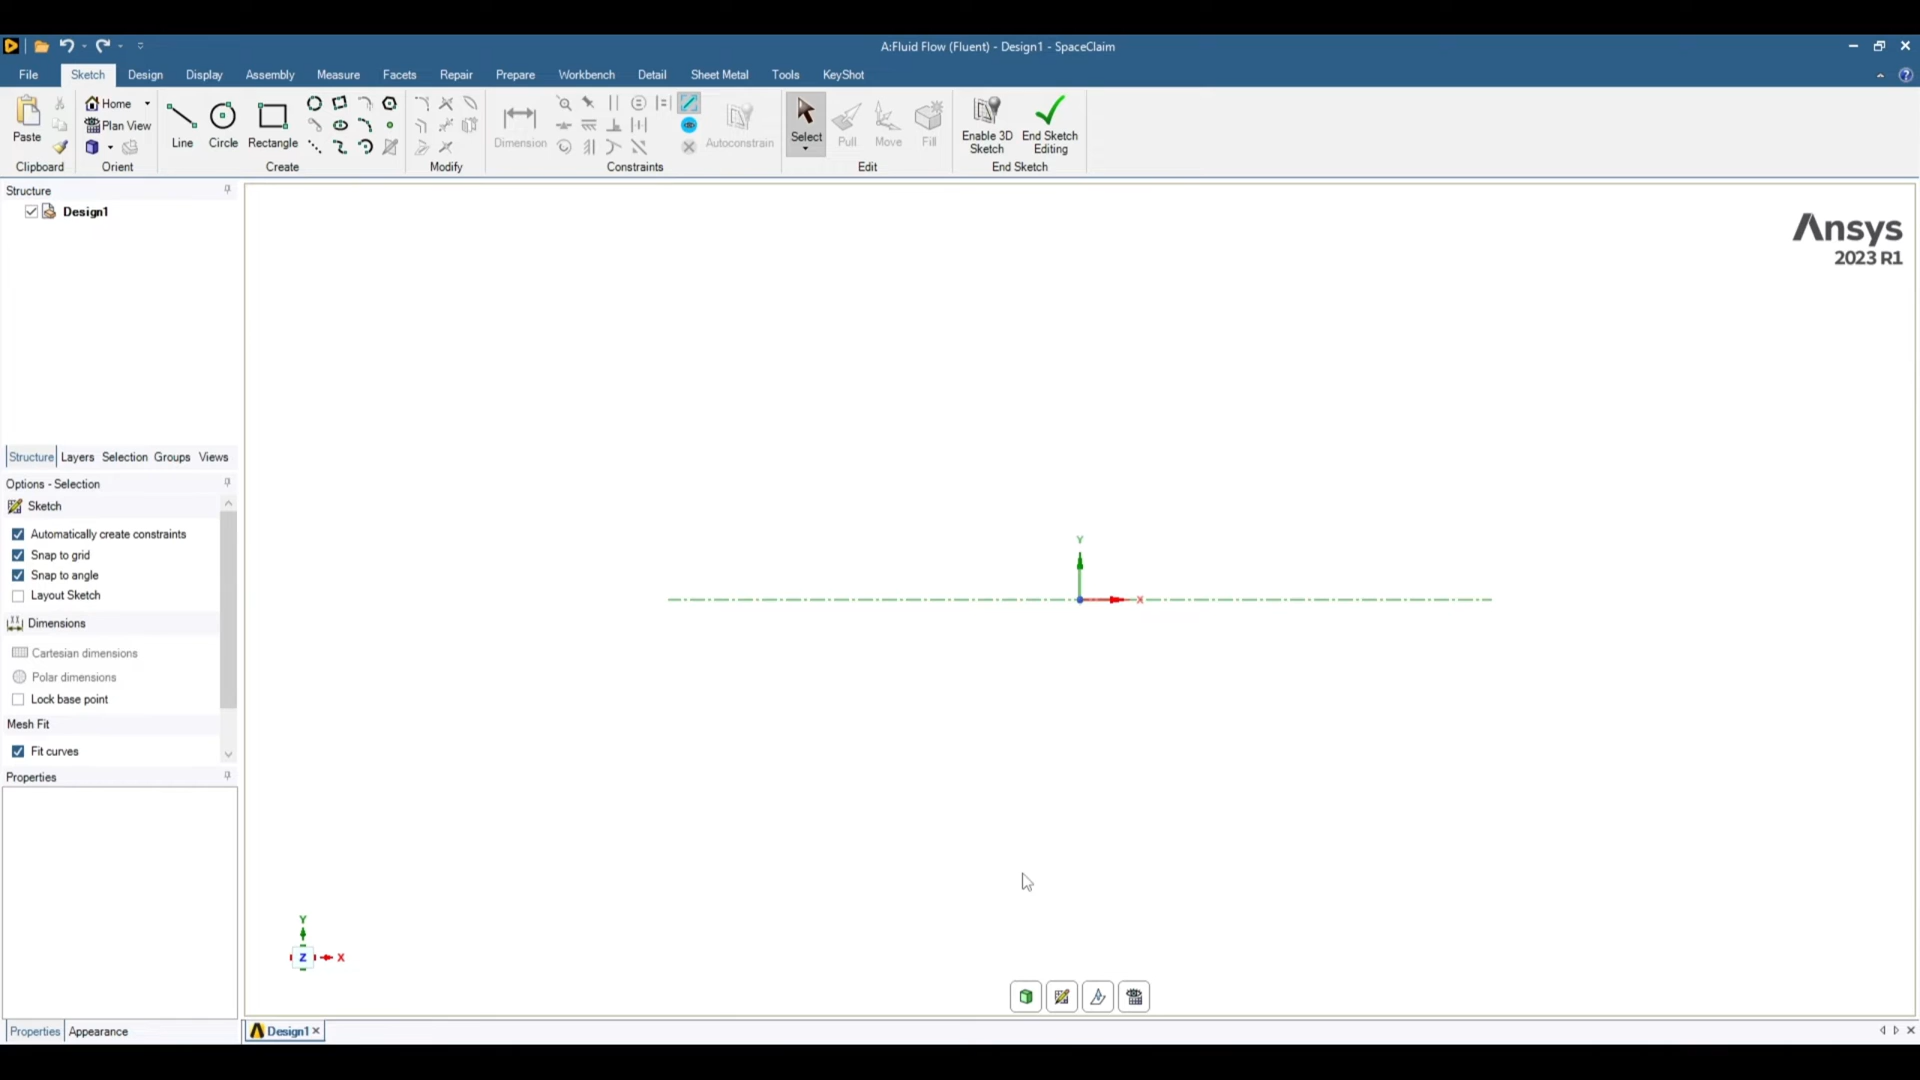 A:Fluid Flow (Fluent) - Design1 - SpaceClaim
File Sketch Design Display Assembly Measure Facets Repair Prepare Workbench Detail Sheet Metal Tools KeyShot
Paste
Clipboard
Home
Plan View
Orient
Line Circle Rectangle
Create
Modify
Dimension
Autoconstrain
Constraints
Select Pull Move Fill
Edit
Enable 3D Sketch
End Sketch Editing
End Sketch
Structure
Design1
Structure Layers Selection Groups Views
Options - Selection
Sketch
Automatically create constraints
Snap to grid
Snap to angle
Layout Sketch
Dimensions
Cartesian dimensions
Polar dimensions
Lock base point
Mesh Fit
Fit curves
Properties
Properties Appearance
Ansys
2023 R1
Y
X
Y
Z X
Design1